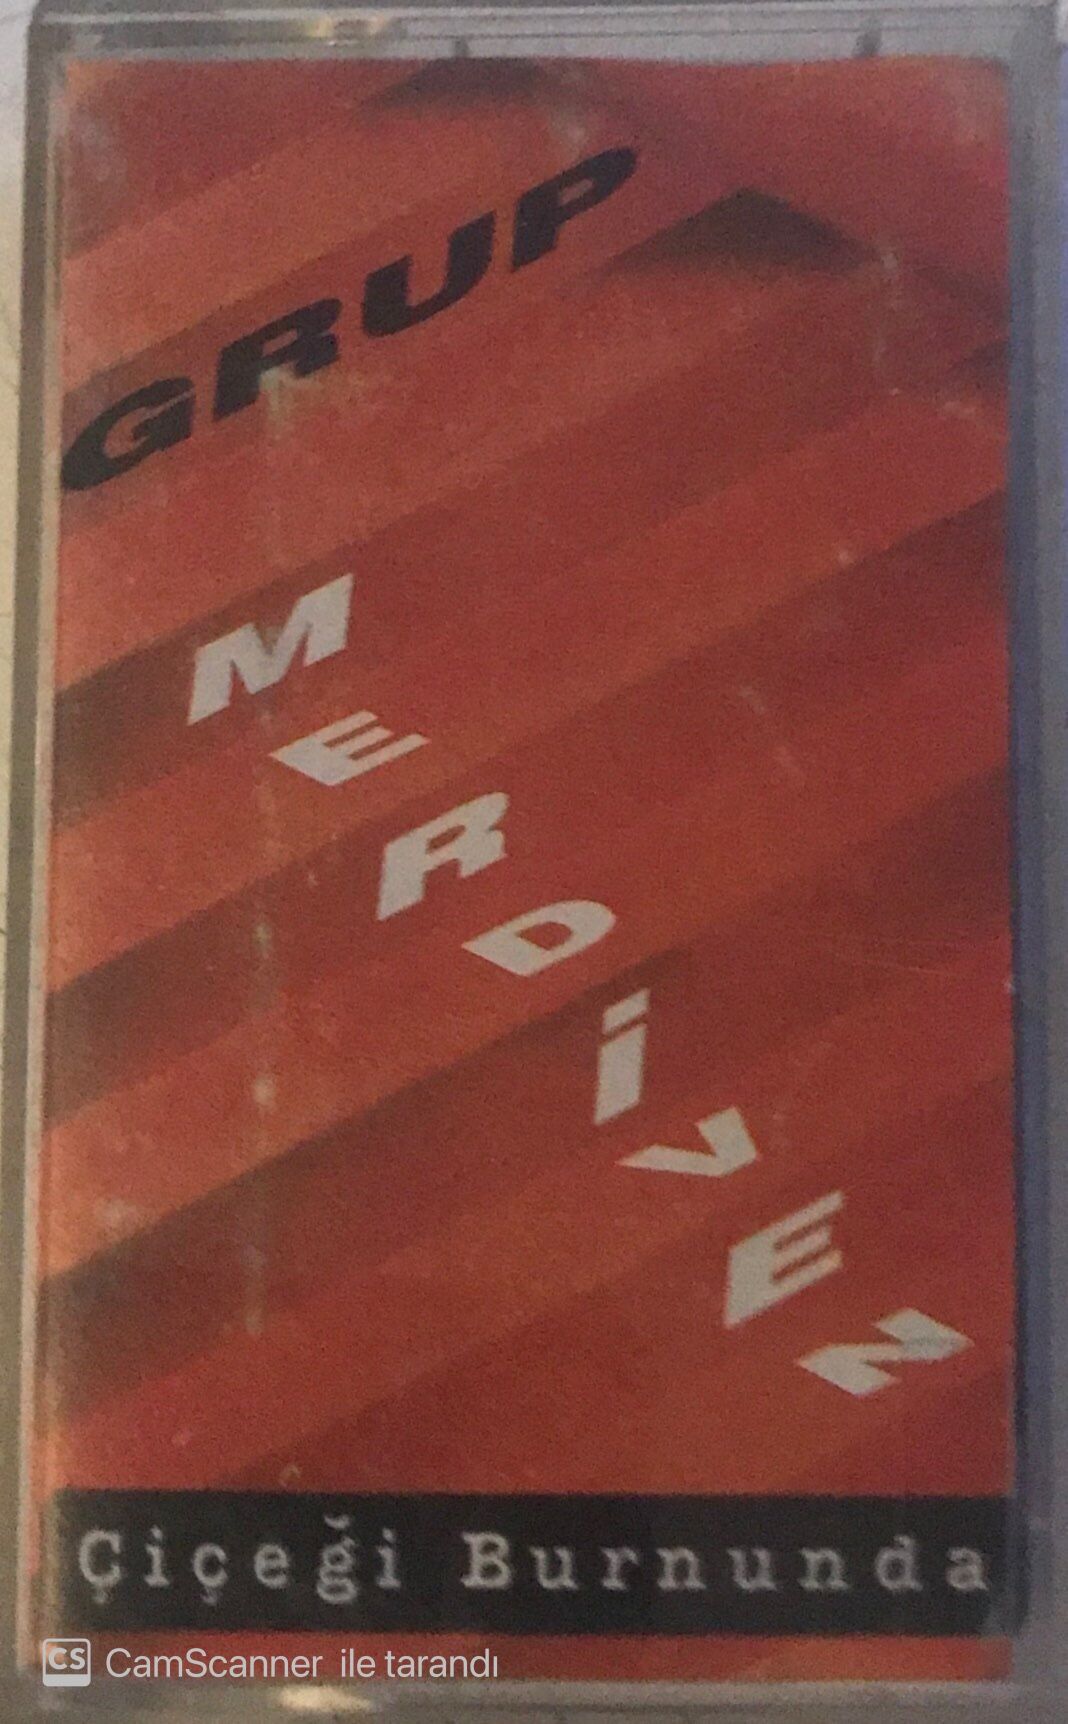 GRUP
MERDİVEN
Çiçeği Burnunda
CS CamScanner ile tarandı